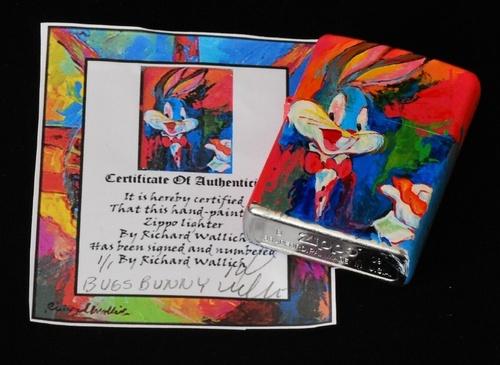 Certificate Of Authentici
It is hereby certified
That this hand-paint
Zippo lighter
By Richard Wallich
Has been signed and numbered
1/1 By Richard Wallich
BUGS BUNNY
Zippo